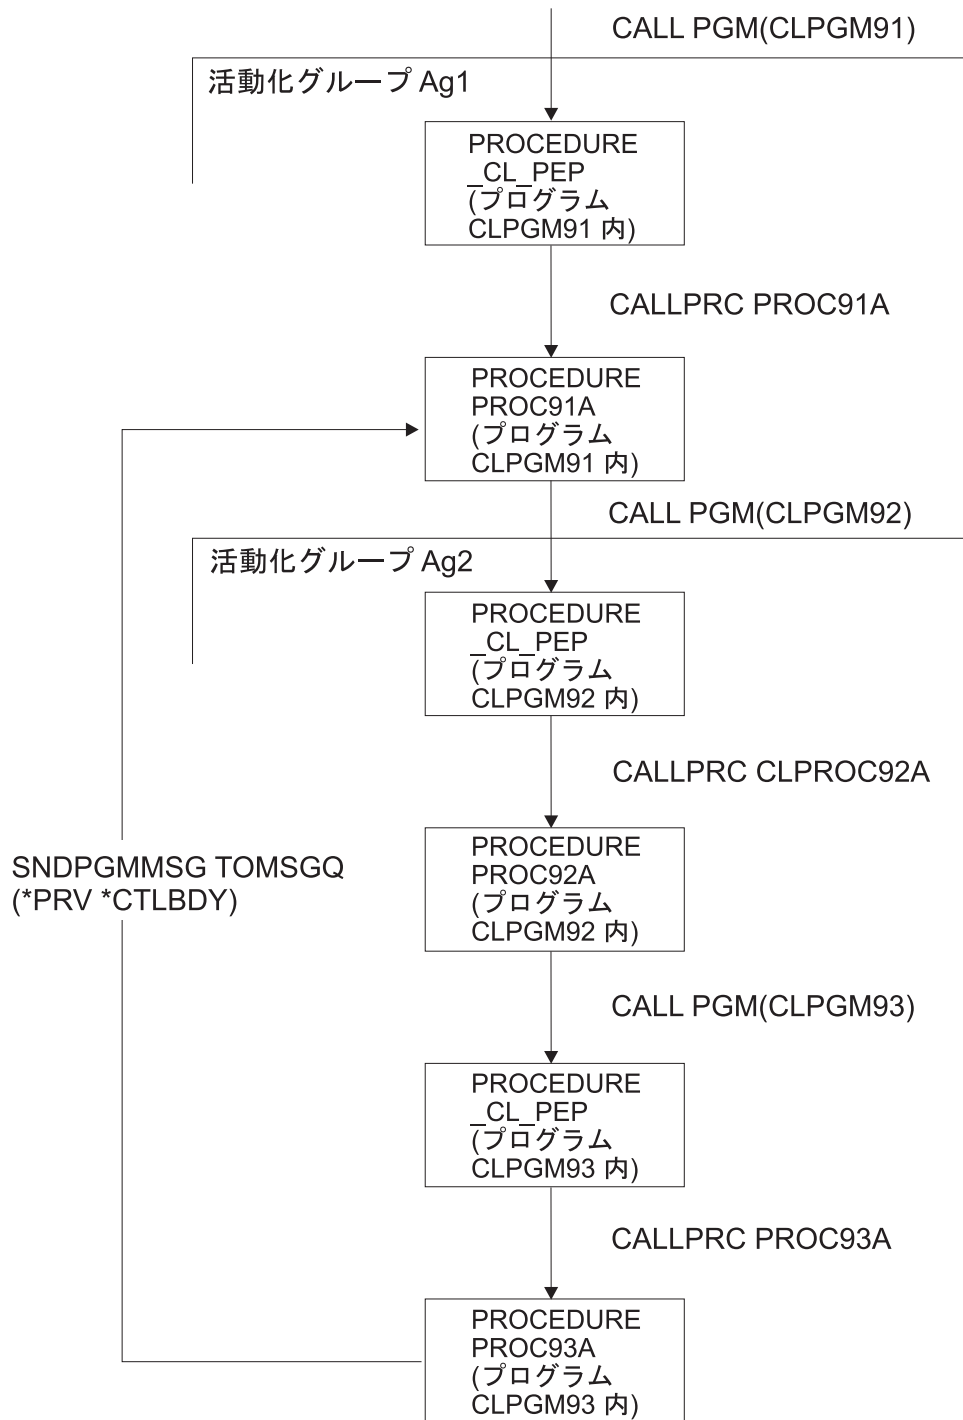 CALL PGM(CLPGM91)
活動化グループ Ag1
PROCEDURE
_CL_PEP
(プログラム
CLPGM91 内)
CALLPRC PROC91A
PROCEDURE
PROC91A
(プログラム
CLPGM91 内)
CALL PGM(CLPGM92)
活動化グループ Ag2
PROCEDURE
_CL_PEP
(プログラム
CLPGM92 内)
CALLPRC CLPROC92A
PROCEDURE
PROC92A
(プログラム
CLPGM92 内)
SNDPGMMSG TOMSGQ
(*PRV *CTLBDY)
CALL PGM(CLPGM93)
PROCEDURE
_CL_PEP
(プログラム
CLPGM93 内)
CALLPRC PROC93A
PROCEDURE
PROC93A
(プログラム
CLPGM93 内)